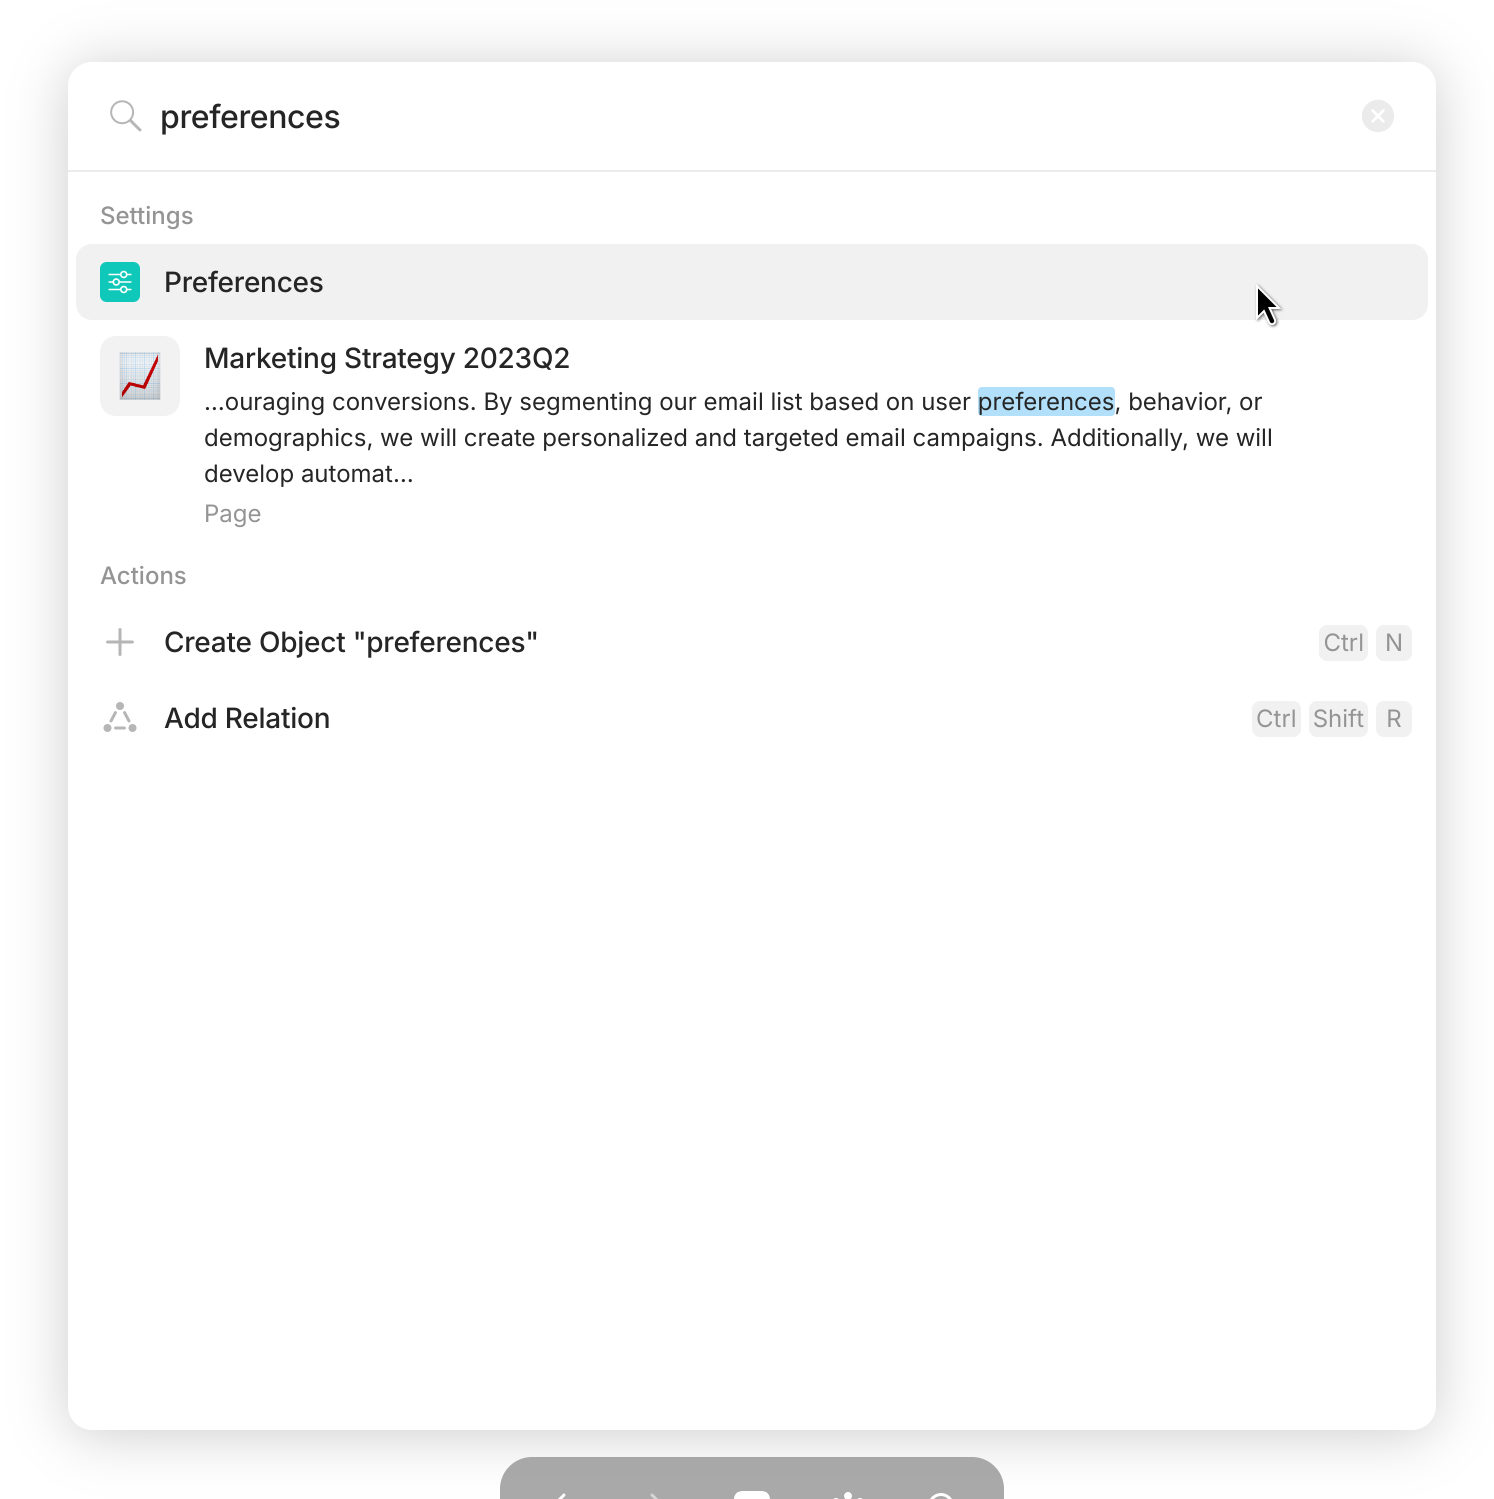 preferences
Settings
Preferences
Marketing Strategy 2023Q2
...ouraging conversions. By segmenting our email list based on user preferences, behavior, or
demographics, we will create personalized and targeted email campaigns. Additionally, we will
develop automat...
Page
Actions
Create Object "preferences"
Ctrl N
Add Relation
Ctrl Shift R